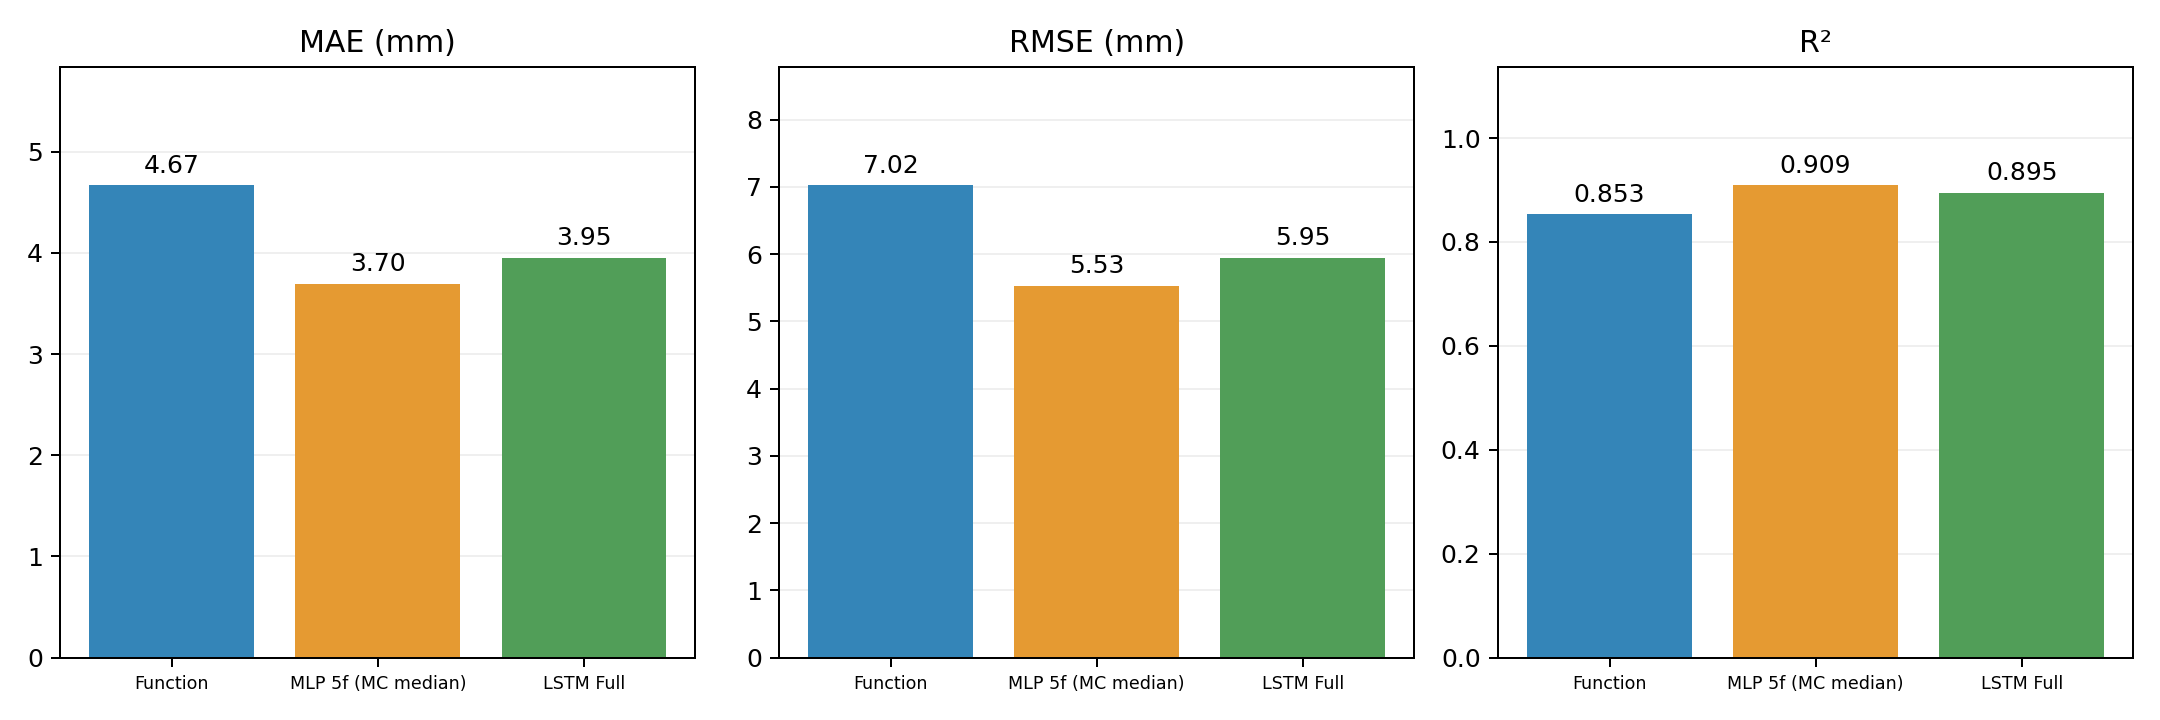 MAE (mm)
5
4
3
2
1
0
4.67
3.70
3.95
Function
MLP 5f (MC median)
LSTM Full
RMSE (mm)
8
7
6
5
4
3
2
1
0
7.02
5.53
5.95
Function
MLP 5f (MC median)
LSTM Full
R²
1.0
0.8
0.6
0.4
0.2
0.0
0.853
0.909
0.895
Function
MLP 5f (MC median)
LSTM Full